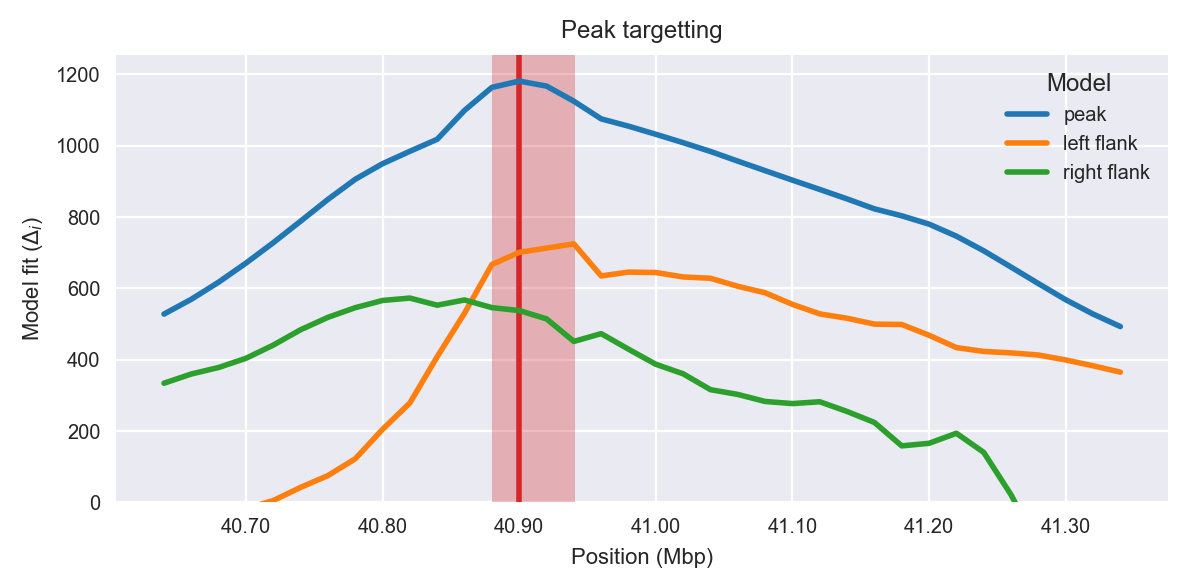 Peak targetting
Model
peak
left flank
right flank
Model fit (Δᵢ)
1200
1000
800
600
400
200
0
40.70 40.80 40.90 41.00 41.10 41.20 41.30
Position (Mbp)